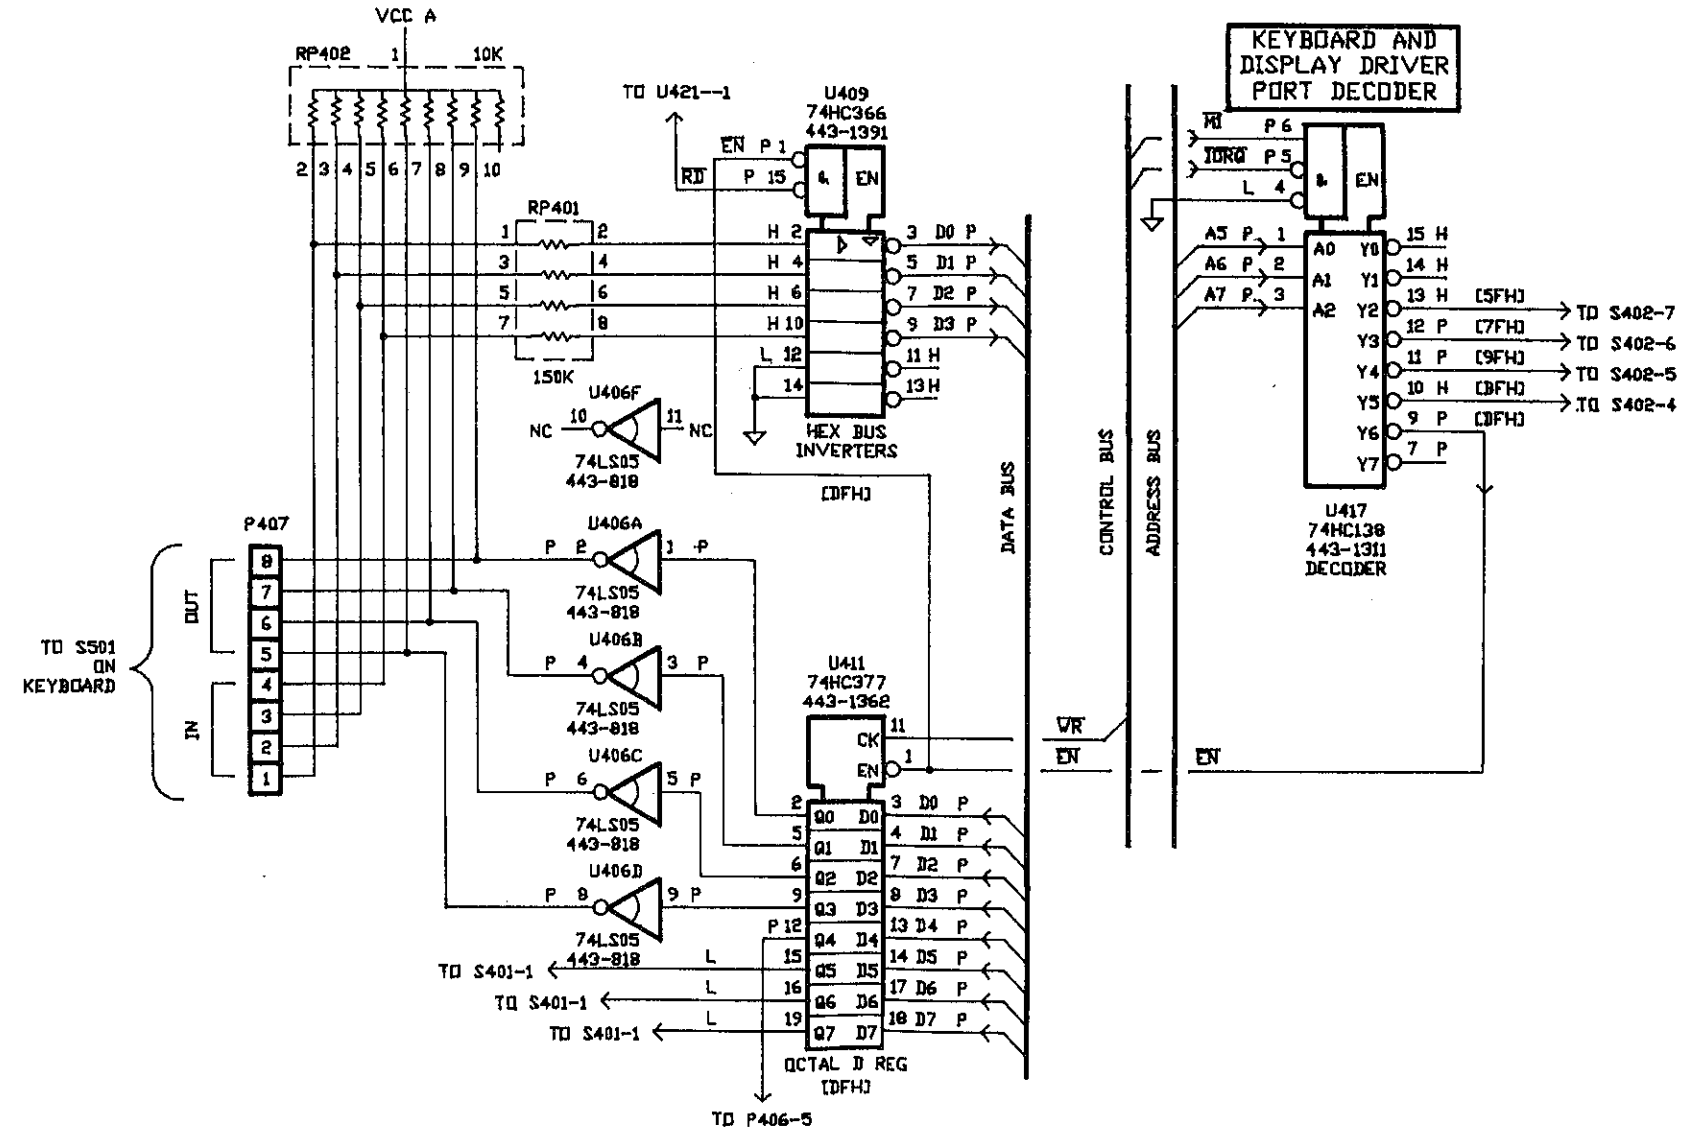 VCC A
RP402 1 10K
2 3 4 5 6 7 8 9 10
TO U421--1
U409
74HC366
443-1391
EN P 1
RD P 15
& EN
RP401
1 2 H 2 3 D0 P
3 4 H 4 5 D1 P
5 6 H 6 7 D2 P
7 8 H 10 9 D3 P
L 12 11 H
14 13 H
150K
HEX BUS
INVERTERS
[DFH]
U406F
NC 10 11 NC
74LS05
443-818
P407
8
7
6
5
4
3
2
1
OUT
IN
TO S501
ON
KEYBOARD
U406A
P 2 1 P
74LS05
443-818
U406B
P 4 3 P
74LS05
443-818
U406C
P 6 5 P
74LS05
443-818
U406D
P 8 9 P
74LS05
443-818
U411
74HC377
443-1362
CK 11
EN 1
2 Q0 D0 3 D0 P
5 Q1 D1 4 D1 P
6 Q2 D2 7 D2 P
9 Q3 D3 8 D3 P
P 12 Q4 D4 13 D4 P
TO S401-1 L 15 Q5 D5 14 D5 P
TO S401-1 L 16 Q6 D6 17 D6 P
TO S401-1 L 19 Q7 D7 18 D7 P
OCTAL D REG
[DFH]
TO P406-5
DATA BUS
CONTROL BUS
ADDRESS BUS
WR
EN
EN
KEYBOARD AND
DISPLAY DRIVER
PORT DECODER
M1 P 6
IORQ P 5
L 4
& EN
A5 P 1 A0 Y0 15 H
A6 P 2 A1 Y1 14 H
A7 P 3 A2 Y2 13 H [5FH] TO S402-7
Y3 12 P [7FH] TO S402-6
Y4 11 P [9FH] TO S402-5
Y5 10 H [BFH] TO S402-4
Y6 9 P [DFH]
Y7 7 P
U417
74HC138
443-1311
DECODER